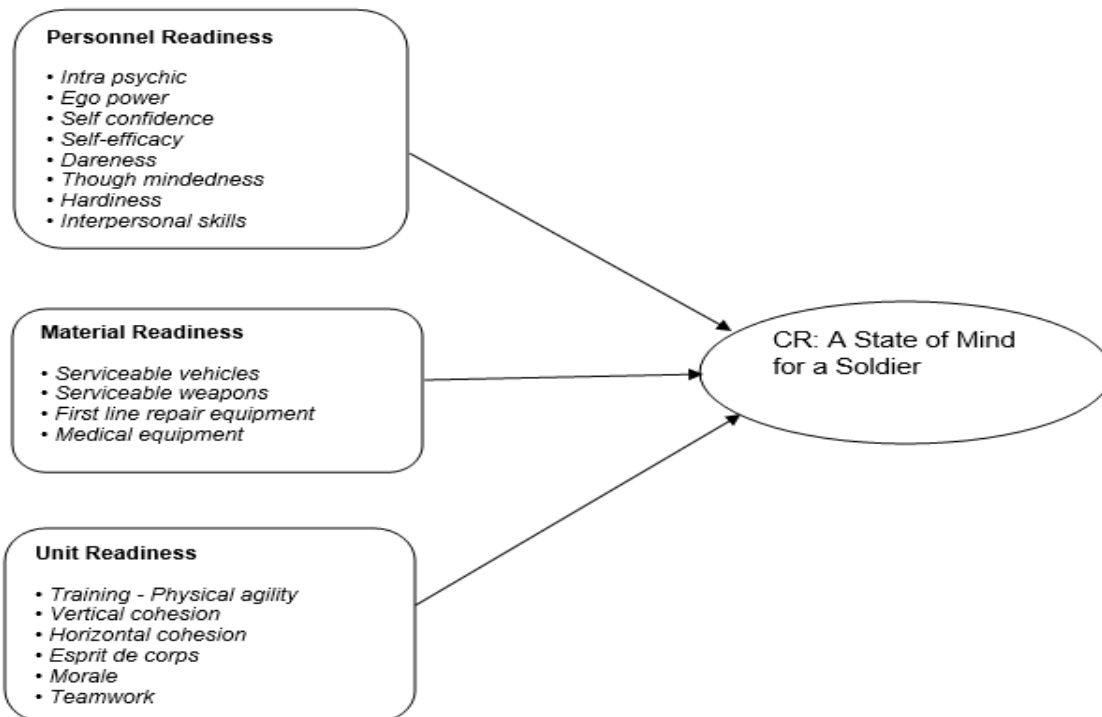 Personnel Readiness
• Intra psychic
• Ego power
• Self confidence
• Self-efficacy
• Dareness
• Though mindedness
• Hardiness
• Interpersonal skills
Material Readiness
• Serviceable vehicles
• Serviceable weapons
• First line repair equipment
• Medical equipment
Unit Readiness
• Training - Physical agility
• Vertical cohesion
• Horizontal cohesion
• Esprit de corps
• Morale
• Teamwork
CR: A State of Mind
for a Soldier